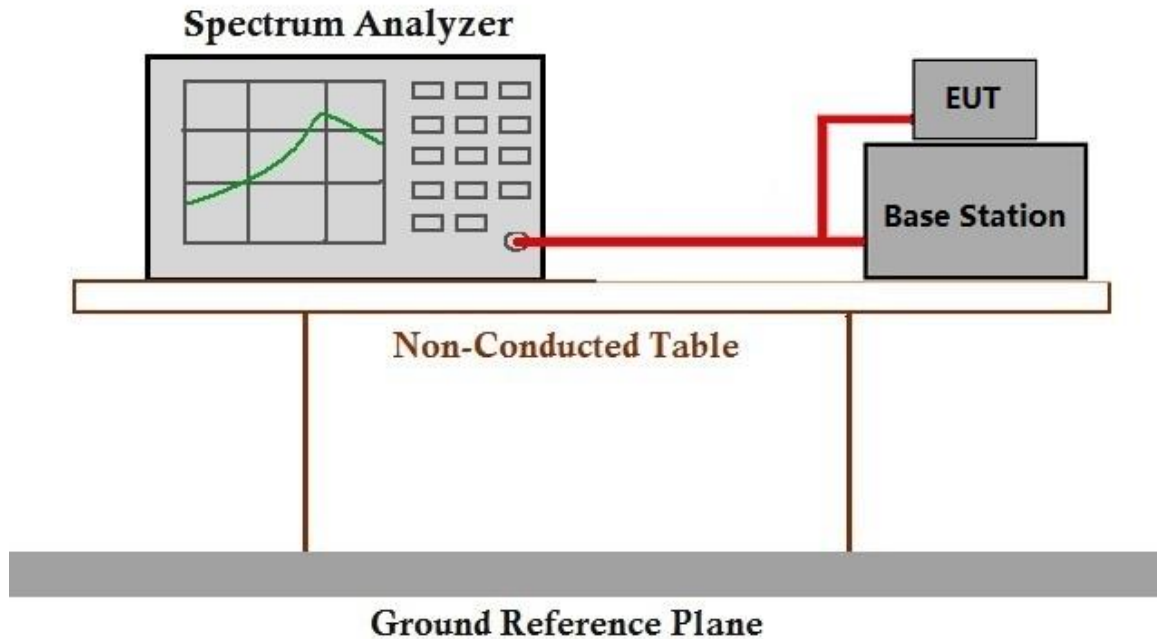 Spectrum Analyzer
EUT
Base Station
Non-Conducted Table
Ground Reference Plane